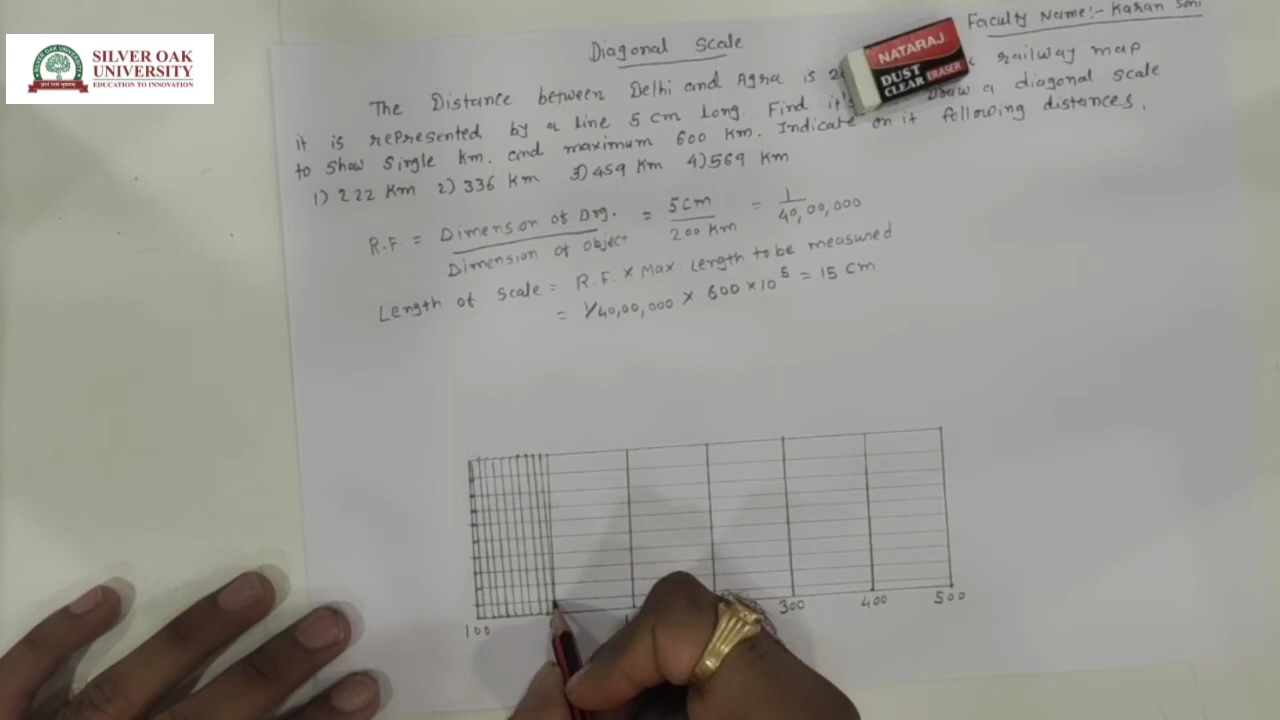 SILVER OAK
UNIVERSITY
EDUCATION TO INNOVATION
Faculty Name:- Karan Soni
Diagonal Scale
The Distance between Delhi and Agra is railway map
it is represented by a line 5 cm long. Find it's Draw a diagonal scale
to show single km. and maximum 600 km. Indicate on it following distances.
1) 222 Km 2) 336 Km 3) 459 Km 4) 569 Km
R.F. = Dimension of Drg. / Dimension of object = 5cm / 200 Km = 1 / 40,00,000
Length of Scale = R.F. × Max. Length to be measured
= 1/40,00,000 × 600 × 10^5 = 15 cm
NATARAJ
DUST
CLEAR ERASER
100 300 400 500